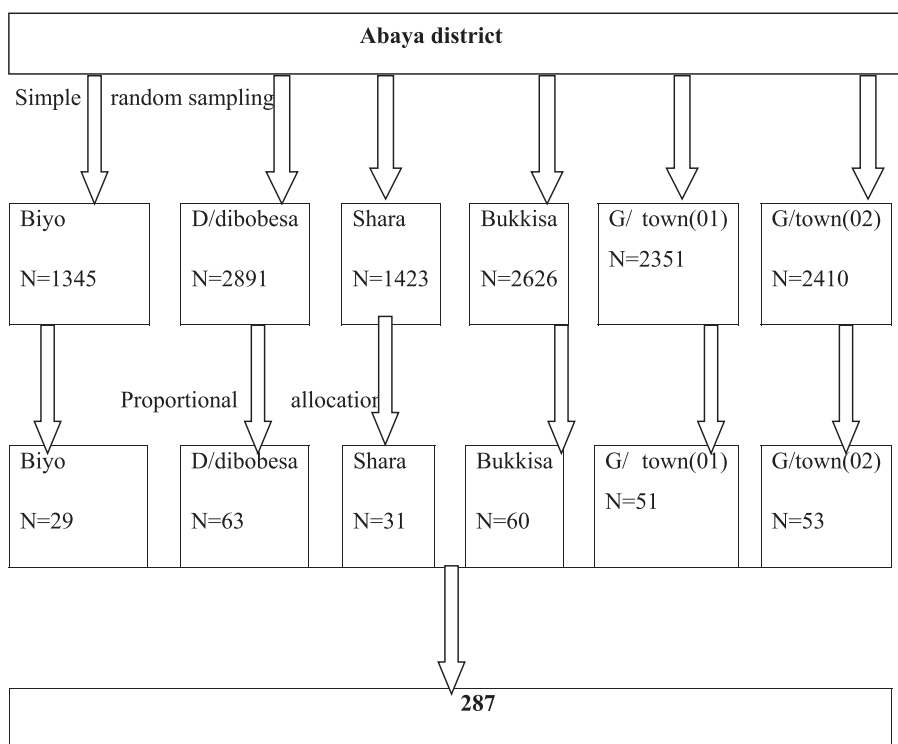 Abaya district
Simple random sampling
Biyo
N=1345
D/dibobesa
N=2891
Shara
N=1423
Bukkisa
N=2626
G/ town(01)
N=2351
G/town(02)
N=2410
Proportional allocation
Biyo
N=29
D/dibobesa
N=63
Shara
N=31
Bukkisa
N=60
G/ town(01)
N=51
G/town(02)
N=53
287